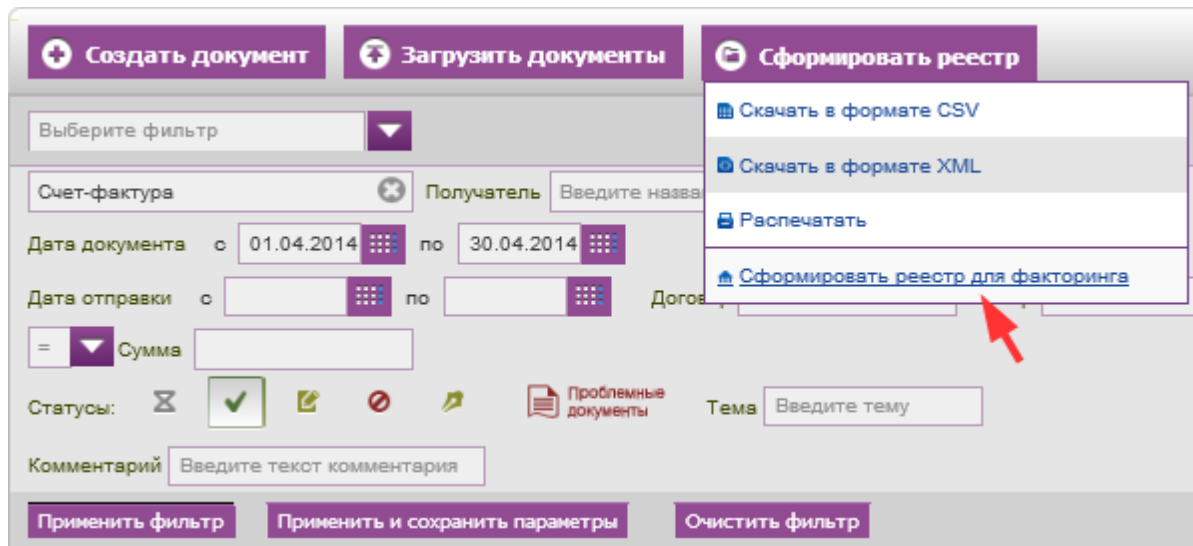 Создать документ
Загрузить документы
Сформировать реестр
Скачать в формате CSV
Выберите фильтр
Скачать в формате XML
Счет-фактура
Получатель
Введите назва
Распечатать
Дата документа с 01.04.2014 по 30.04.2014
Сформировать реестр для факторинга
Дата отправки с по
= Сумма
Статусы:
Проблемные
документы
Тема Введите тему
Комментарий Введите текст комментария
Применить фильтр Применить и сохранить параметры Очистить фильтр